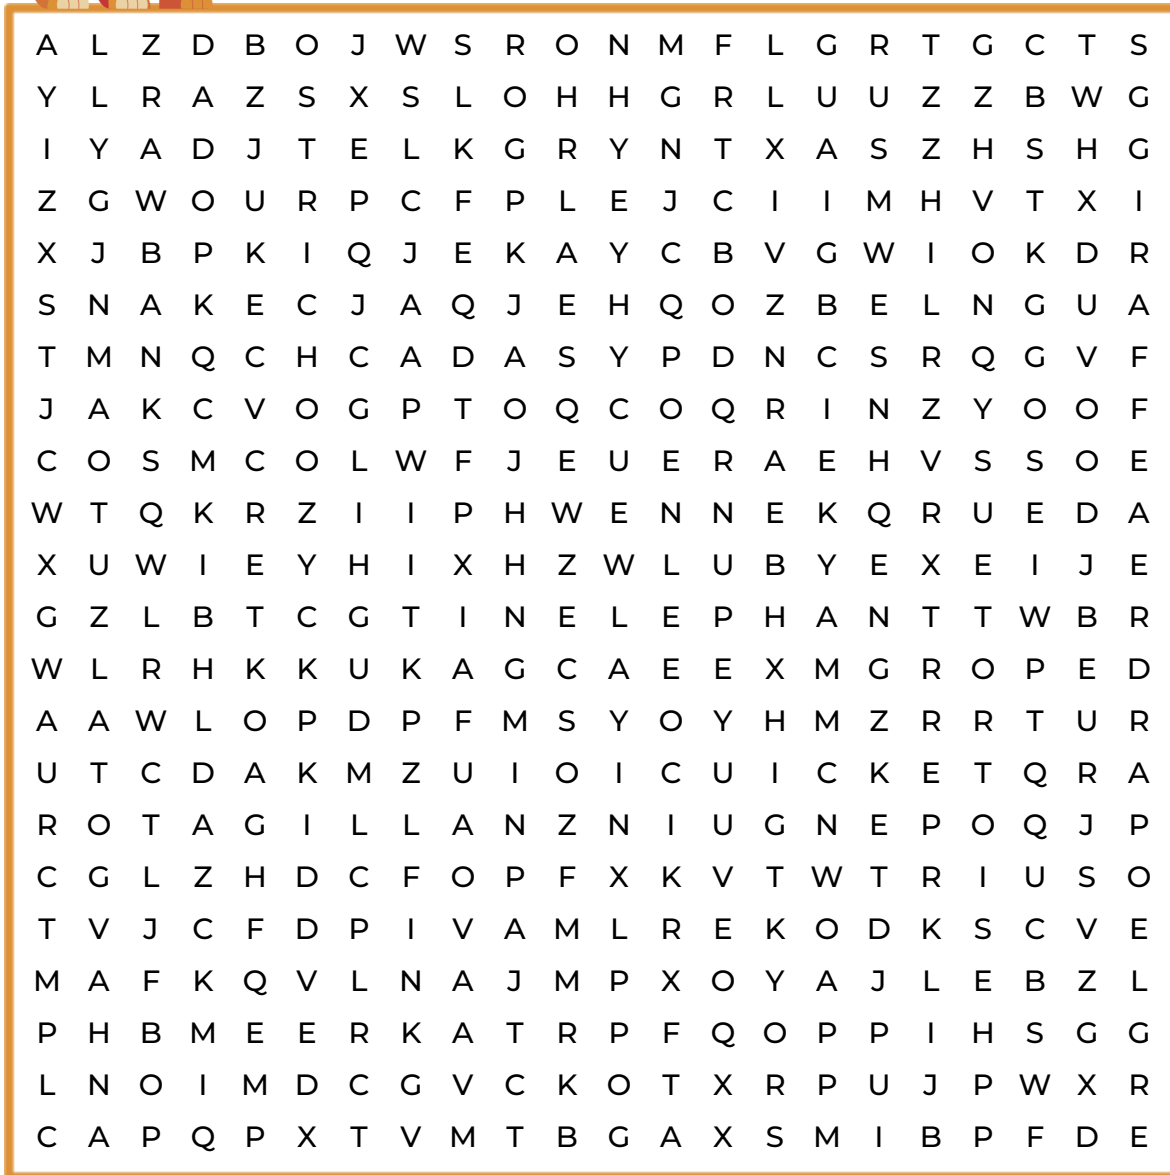 A L Z D B O J W S R O N M F L G R T G C T S
Y L R A Z S X S L O H H G R L U U Z Z B W G
I Y A D J T E L K G R Y N T X A S Z H S H G
Z G W O U R P C F P L E J C I I M H V T X I
X J B P K I Q J E K A Y C B V G W I O K D R
S N A K E C J A Q J E H Q O Z B E L N G U A
T M N Q C H C A D A S Y P D N C S R Q G V F
J A K C V O G P T O Q C O Q R I N Z Y O O F
C O S M C O L W F J E U E R A E H V S S O E
W T Q K R Z I I P H W E N N E K Q R U E D A
X U W I E Y H I X H Z W L U B Y E X E I J E
G Z L B T C G T I N E L E P H A N T T W B R
W L R H K K U K A G C A E E X M G R O P E D
A A W L O P D P F M S Y O Y H M Z R R T U R
U T C D A K M Z U I O I C U I C K E T Q R A
R O T A G I L L A N Z N I U G N E P O Q J P
C G L Z H D C F O P F X K V T W T R I U S O
T V J C F D P I V A M L R E K O D K S C V E
M A F K Q V L N A J M P X O Y A J L E B Z L
P H B M E E R K A T R P F Q O P P I H S G G
L N O I M D C G V C K O T X R P U J P W X R
C A P Q P X T V M T B G A X S M I B P F D E